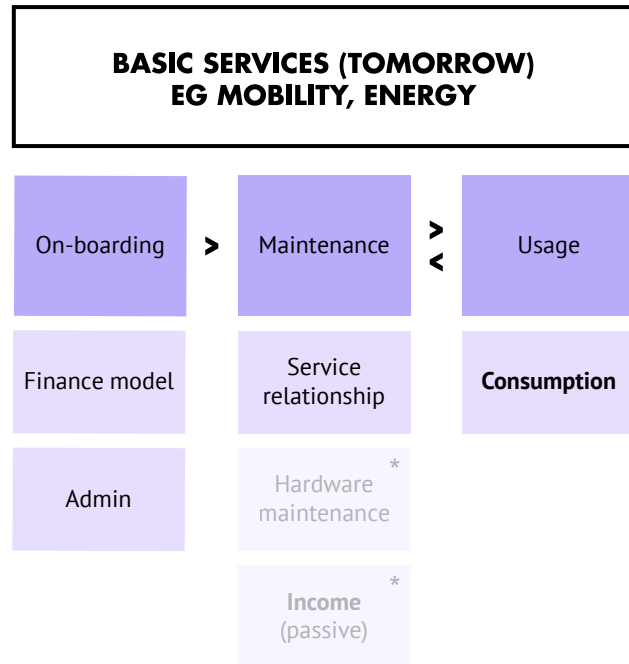 BASIC SERVICES (TOMORROW)
EG MOBILITY, ENERGY
On-boarding
>
Maintenance
>
<
Usage
Finance model
Service
relationship
Consumption
Admin
*
Hardware
maintenance
*
Income
(passive)